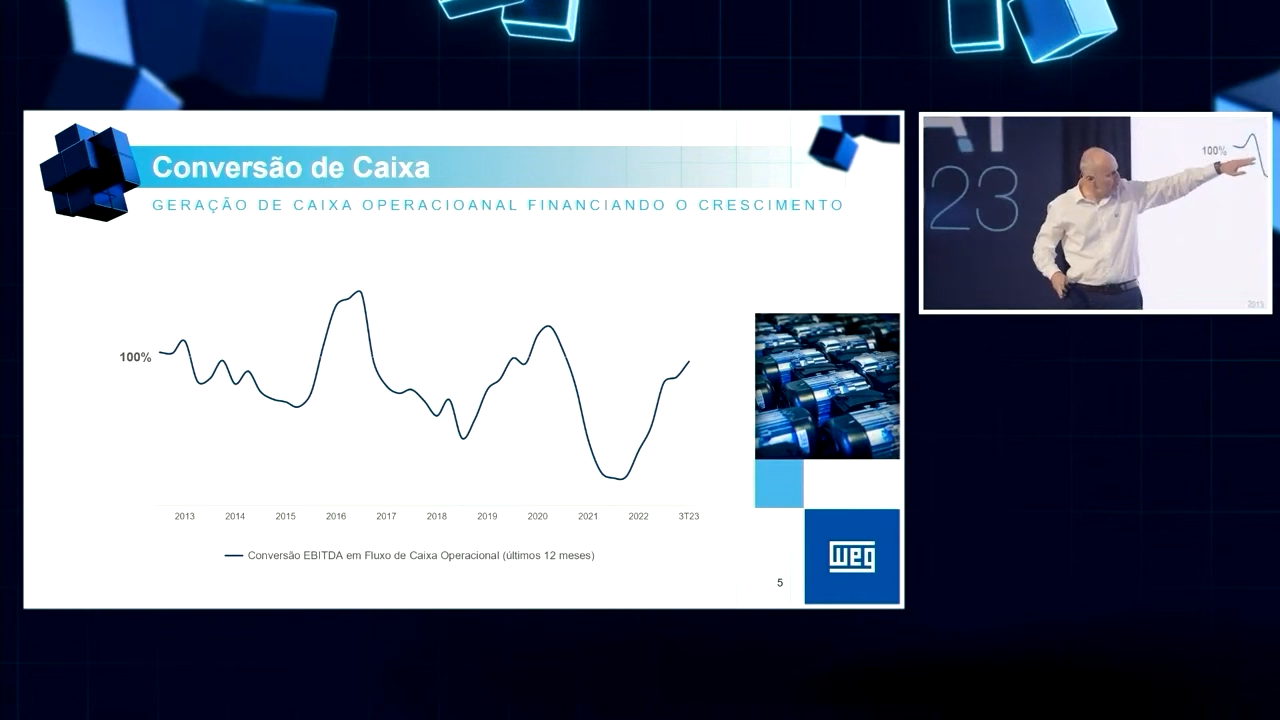 Conversão de Caixa
GERAÇÃO DE CAIXA OPERACIOANAL FINANCIANDO O CRESCIMENTO
100%
2013 2014 2015 2016 2017 2018 2019 2020 2021 2022 3T23
Conversão EBITDA em Fluxo de Caixa Operacional (últimos 12 meses)
5
weg
23
100%
2013